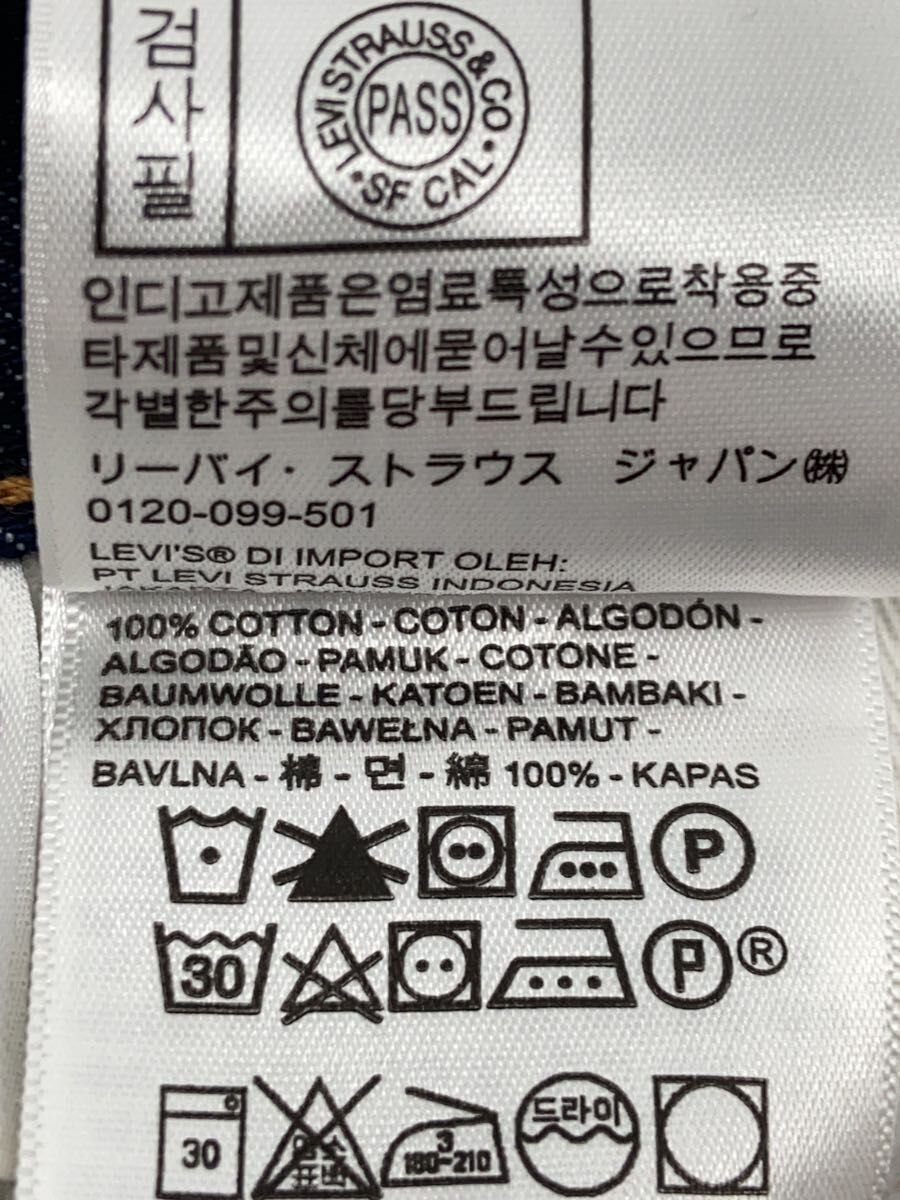 검사필
LEVI STRAUSS & CO
PASS
SF CAL
인디고제품은염료특성으로착용중
타제품및신체에묻어날수있으므로
각별한주의를당부드립니다
リーバイ・ストラウス ジャパン㈱
0120-099-501
LEVI'S® DI IMPORT OLEH:
PT LEVI STRAUSS INDONESIA
100% COTTON - COTON - ALGODÓN -
ALGODÃO - PAMUK - COTONE -
BAUMWOLLE - KATOEN - BAMBAKI -
ХЛОПОК - BAWEŁNA - PAMUT -
BAVLNA - 棉 - 면 - 綿 100% - KAPAS
P
30 P ®
30 염소표백 3 180~210 드라이